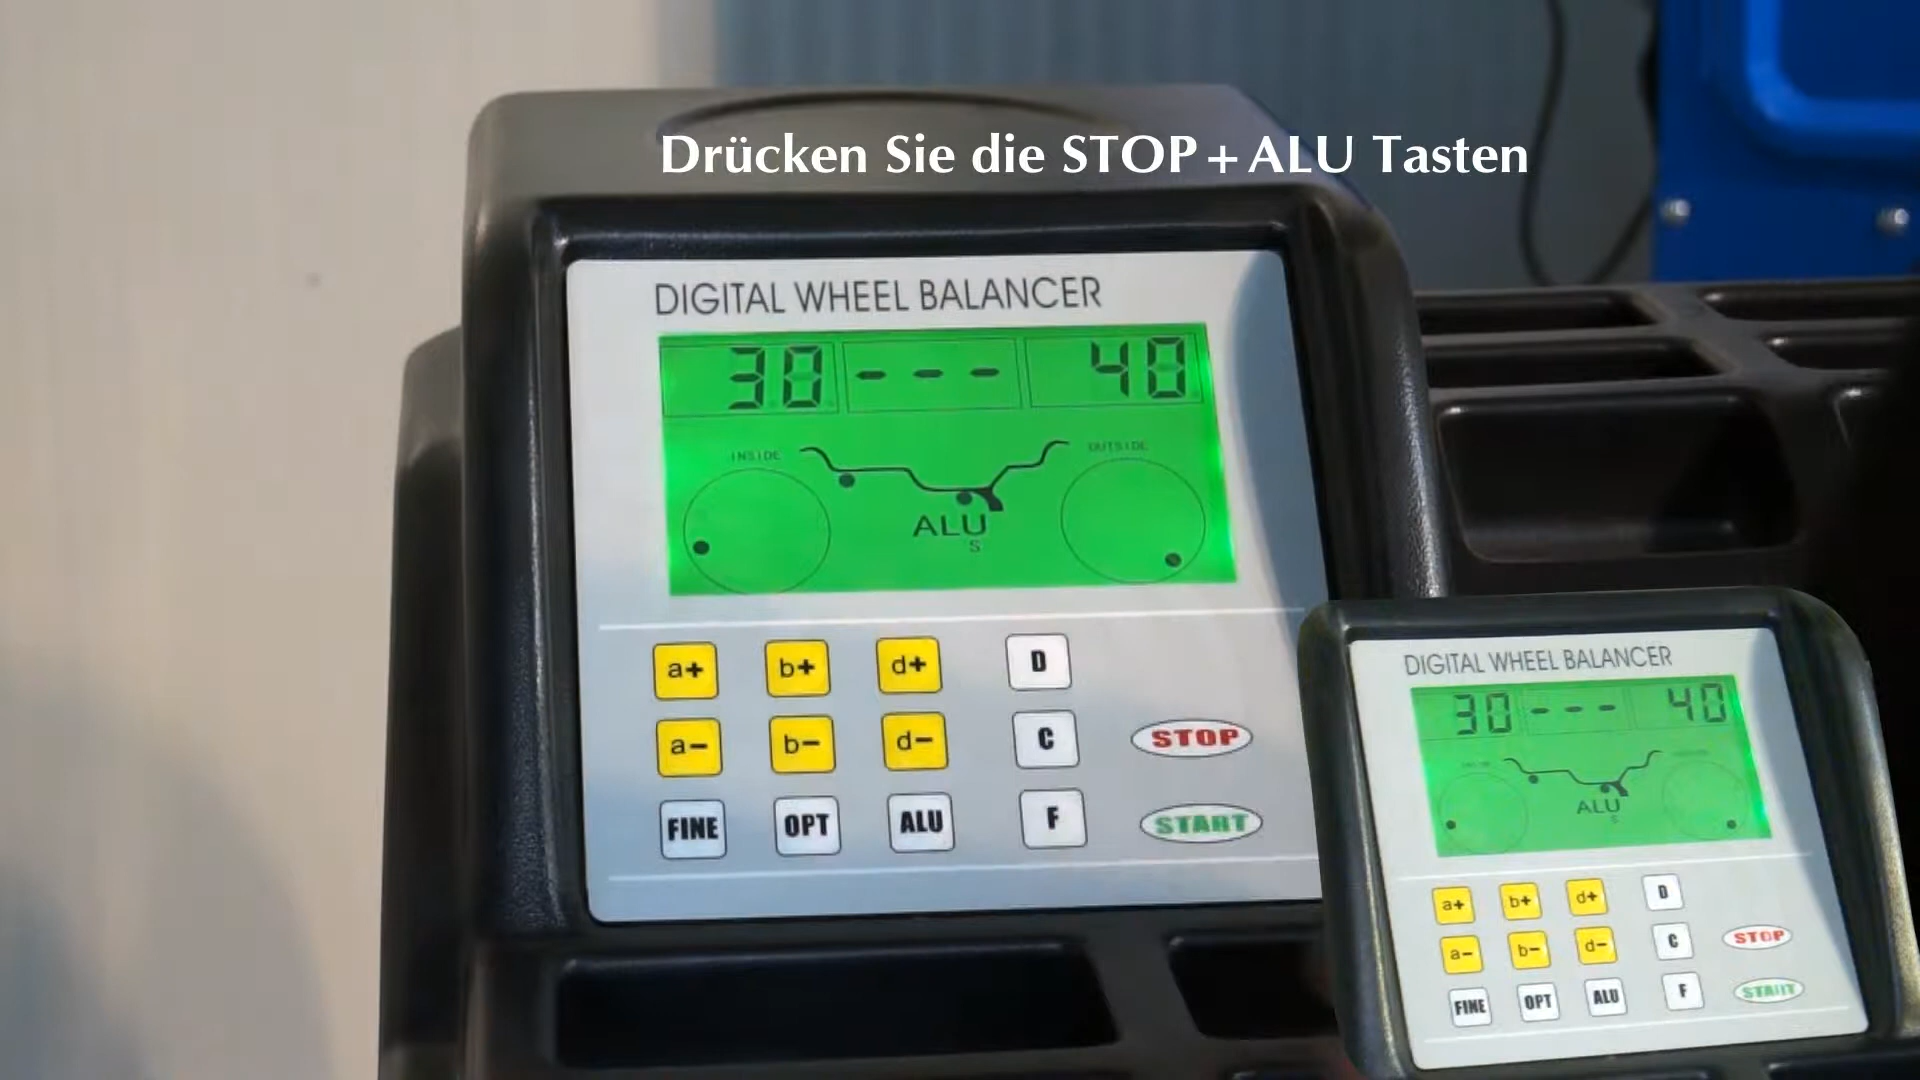 Drücken Sie die STOP+ALU Tasten
DIGITAL WHEEL BALANCER
30 --- 40
INSIDE OUTSIDE
ALU
S
a+ b+ d+ D
a- b- d- C STOP
FINE OPT ALU F START
DIGITAL WHEEL BALANCER
30 --- 40
ALU
S
a+ b+ d+ D
a- b- d- C STOP
FINE OPT ALU F START